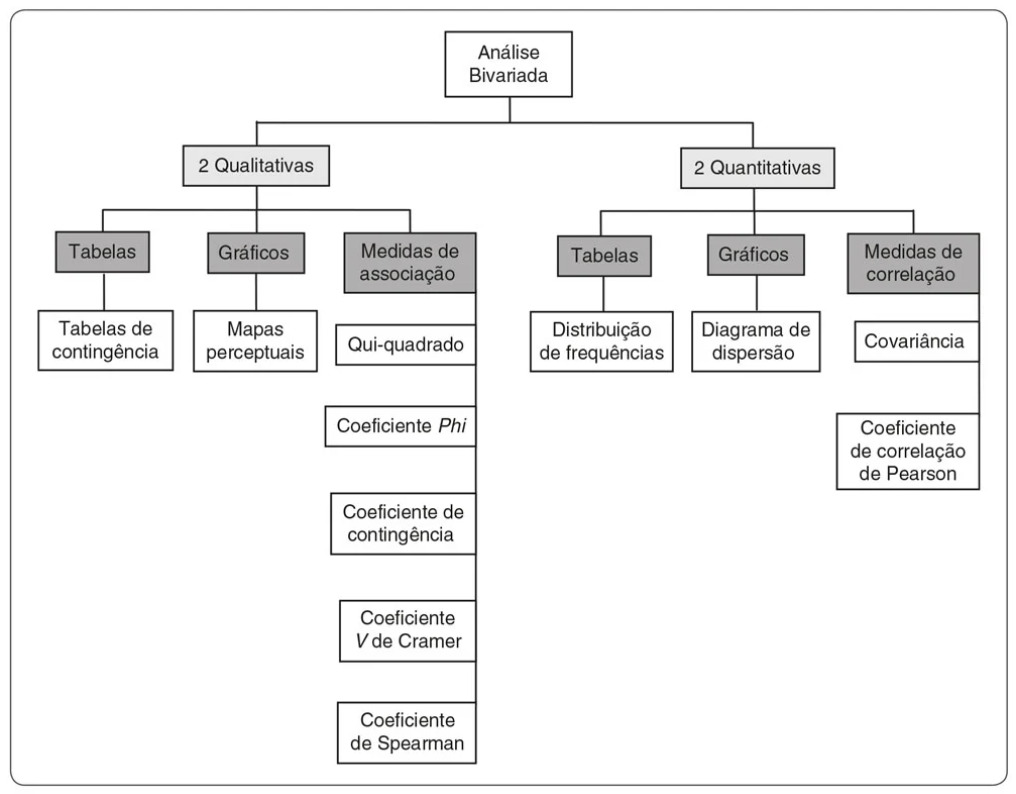 Análise
Bivariada
2 Qualitativas
2 Quantitativas
Tabelas
Gráficos
Medidas de
associação
Tabelas
Gráficos
Medidas de
correlação
Tabelas de
contingência
Mapas
perceptuais
Qui-quadrado
Coeficiente Phi
Coeficiente de
contingência
Coeficiente
V de Cramer
Coeficiente
de Spearman
Distribuição
de frequências
Diagrama de
dispersão
Covariância
Coeficiente
de correlação
de Pearson